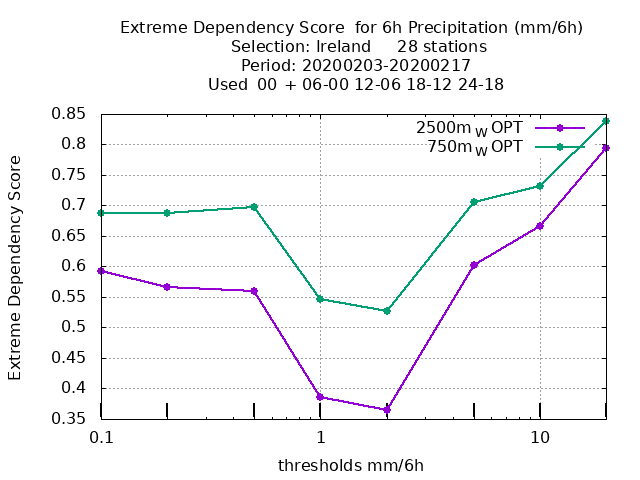 Extreme Dependency Score  for 6h Precipitation (mm/6h)
Selection: Ireland     28 stations
Period: 20200203-20200217
Used  00  + 06-00 12-06 18-12 24-18
2500m W OPT
750m W OPT
0.85
0.8
0.75
0.7
0.65
0.6
0.55
0.5
0.45
0.4
0.35
Extreme Dependency Score
0.1 1 10
thresholds mm/6h